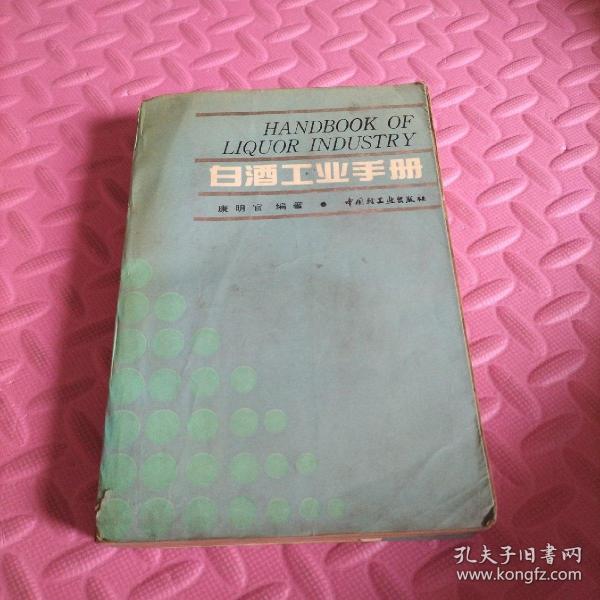 HANDBOOK OF
LIQUOR INDUSTRY
白酒工业手册
康明官 编著 • 中国轻工业出版社
孔夫子旧书网
www.kongfz.com